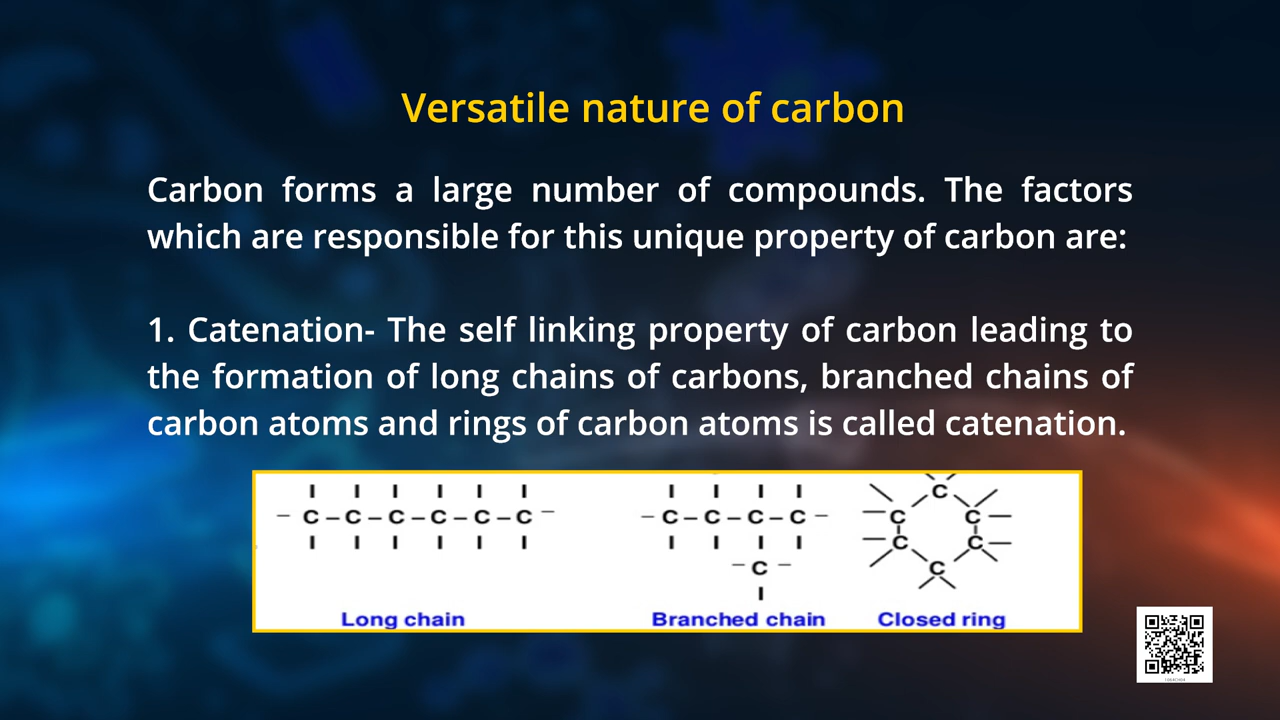 Versatile nature of carbon
Carbon forms a large number of compounds. The factors
which are responsible for this unique property of carbon are:
1. Catenation- The self linking property of carbon leading to
the formation of long chains of carbons, branched chains of
carbon atoms and rings of carbon atoms is called catenation.
C – C – C – C – C – C
C – C – C – C
C
C
C
C
C
C
C
Long chain
Branched chain
Closed ring